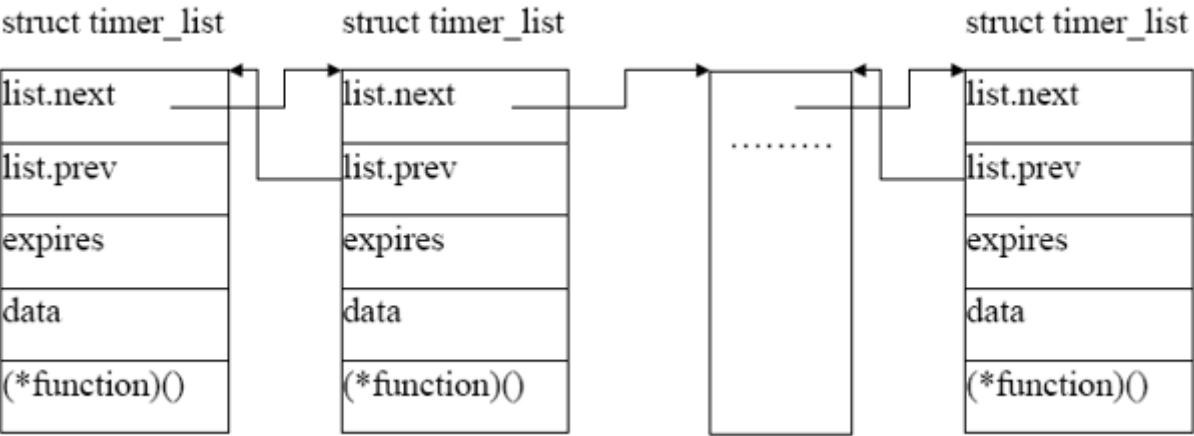 struct timer_list struct timer_list struct timer_list
list.next list.next list.next
.........
list.prev list.prev list.prev
expires expires expires
data data data
(*function)() (*function)() (*function)()